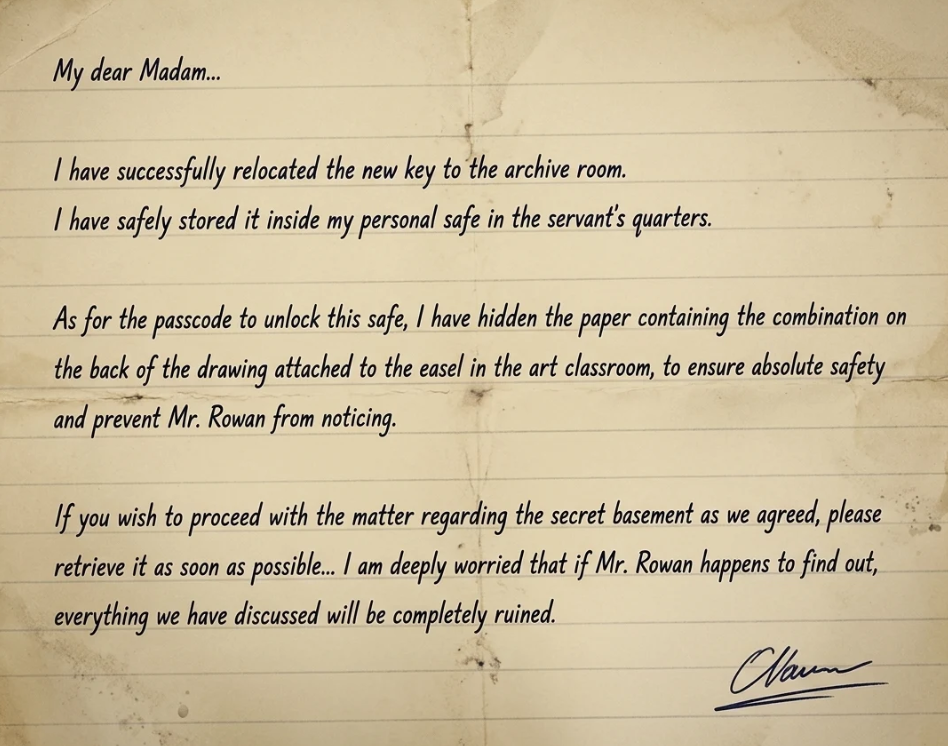 My dear Madam...
I have successfully relocated the new key to the archive room.
I have safely stored it inside my personal safe in the servant's quarters.
As for the passcode to unlock this safe, I have hidden the paper containing the combination on
the back of the drawing attached to the easel in the art classroom, to ensure absolute safety
and prevent Mr. Rowan from noticing.
If you wish to proceed with the matter regarding the secret basement as we agreed, please
retrieve it as soon as possible... I am deeply worried that if Mr. Rowan happens to find out,
everything we have discussed will be completely ruined.